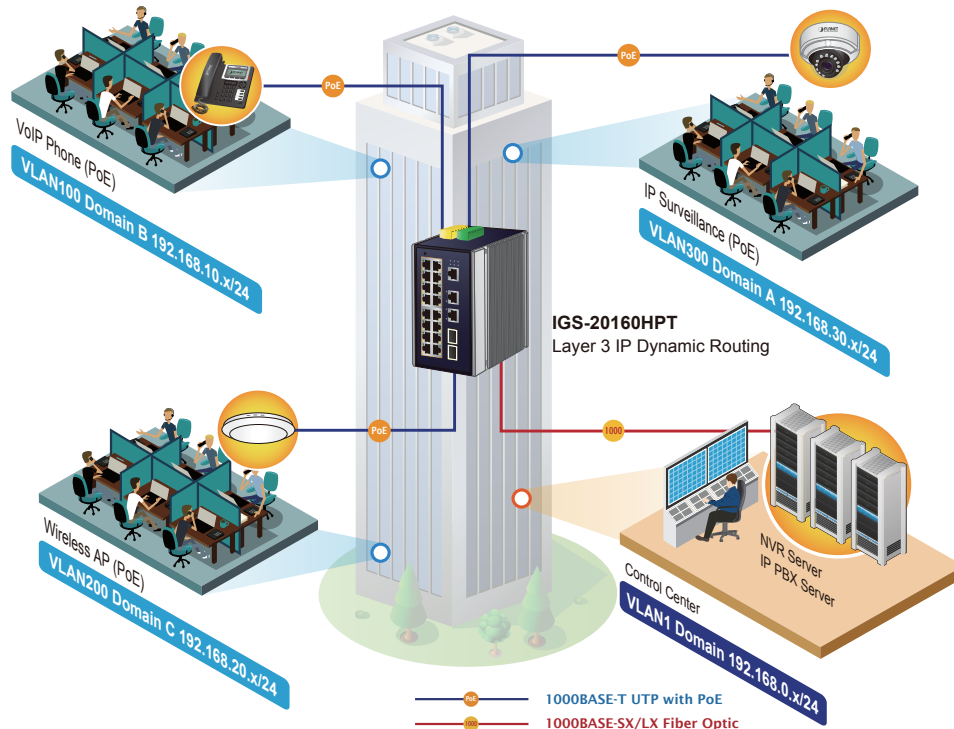 PoE
PoE
PLANET
VoIP Phone (PoE)
VLAN100 Domain B 192.168.10.x/24
IP Surveillance (PoE)
VLAN300 Domain A 192.168.30.x/24
IGS-20160HPT
Layer 3 IP Dynamic Routing
PoE
1000
Wireless AP (PoE)
VLAN200 Domain C 192.168.20.x/24
NVR Server
IP PBX Server
Control Center
VLAN1 Domain 192.168.0.x/24
PoE
1000BASE-T UTP with PoE
1000
1000BASE-SX/LX Fiber Optic